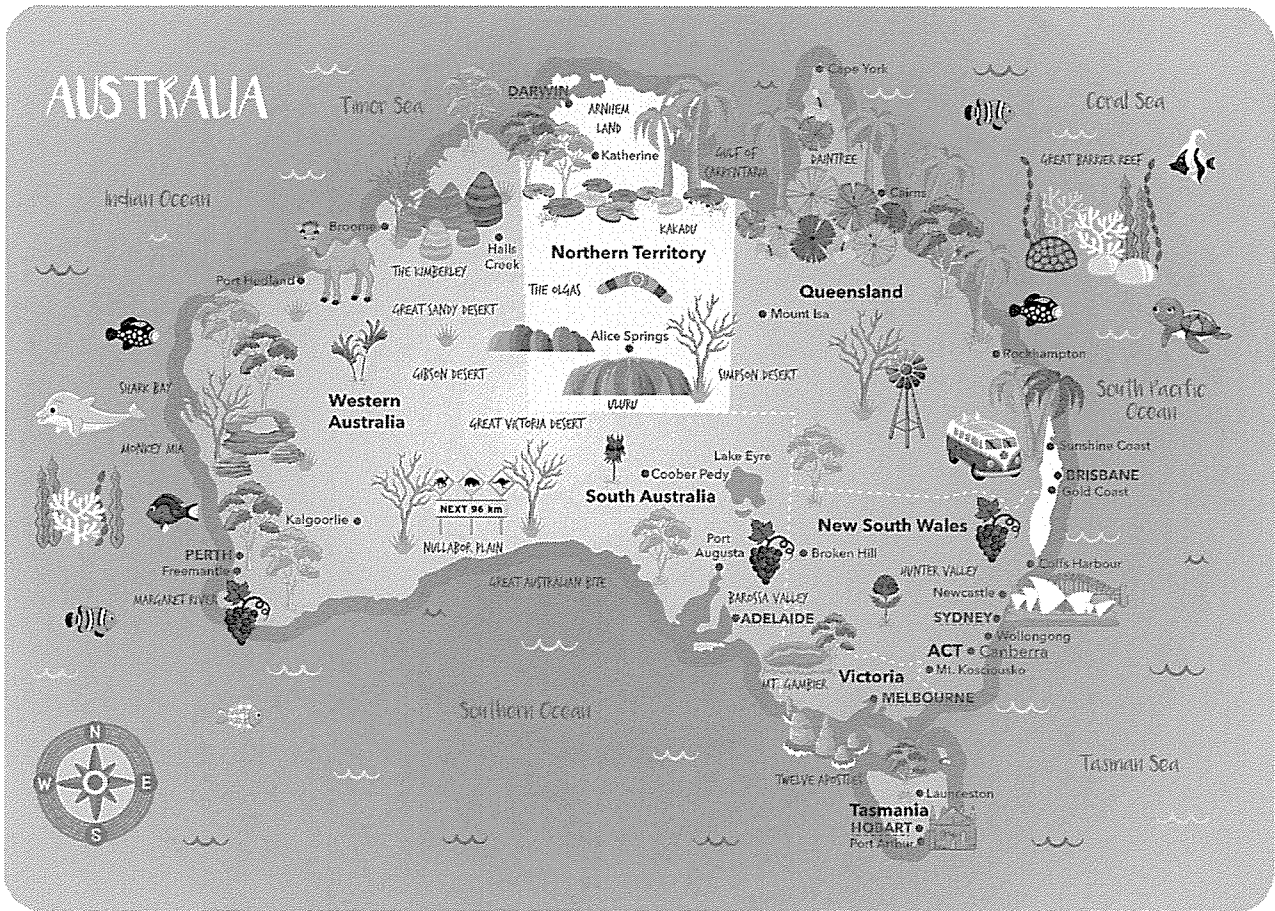 AUSTRALIA
Timor Sea
DARWIN
ARNHEM
LAND
Cape York
Coral Sea
Katherine
GULF OF
CARPENTARIA
DAINTREE
GREAT BARRIER REEF
Indian Ocean
Cairns
Broome
Halls
Creek
KAKADU
Northern Territory
THE KIMBERLEY
Port Hedland
THE OLGAS
Queensland
GREAT SANDY DESERT
Mount Isa
Alice Springs
Rockhampton
GIBSON DESERT
SIMPSON DESERT
SHARK BAY
South Pacific
Ocean
Western
Australia
ULURU
GREAT VICTORIA DESERT
MONKEY MIA
Sunshine Coast
Lake Eyre
Coober Pedy
BRISBANE
Gold Coast
South Australia
NEXT 96 km
Kalgoorlie
New South Wales
NULLABOR PLAIN
Port
Augusta
Broken Hill
PERTH
Freemantle
Coffs Harbour
HUNTER VALLEY
GREAT AUSTRALIAN BITE
MARGARET RIVER
BAROSSA VALLEY
Newcastle
ADELAIDE
SYDNEY
Wollongong
ACT
Canberra
Mt. Kosciousko
MT. GAMBIER
Victoria
MELBOURNE
Southern Ocean
N
W
E
S
Tasman Sea
TWELVE APOSTLES
Launceston
Tasmania
HOBART
Port Arthur